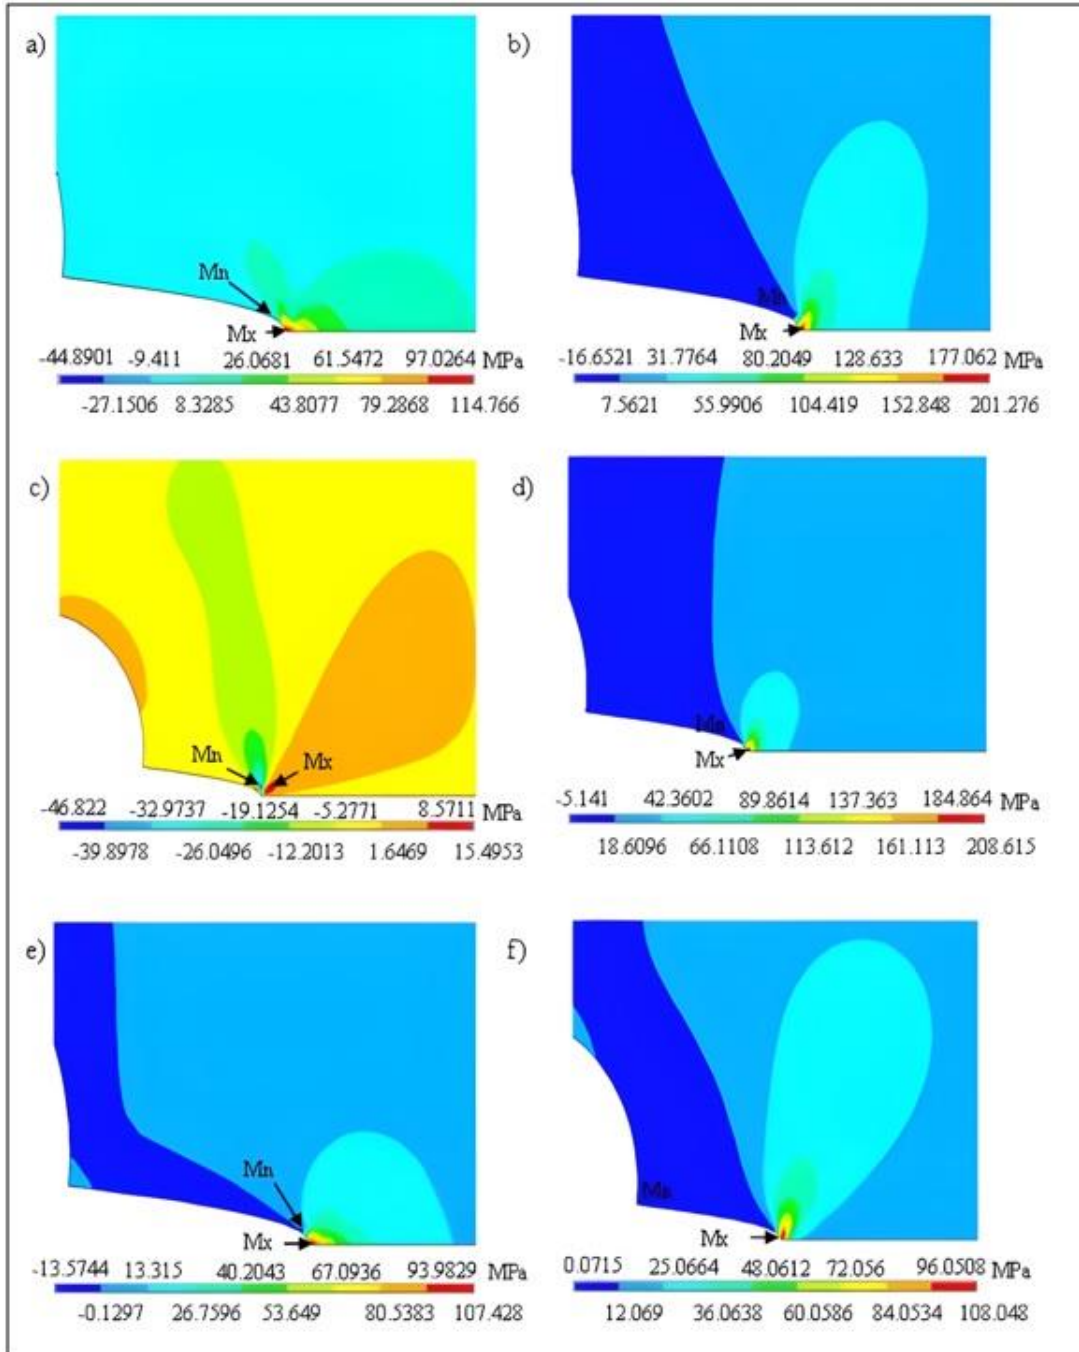 a)
Mn
Mx
-44.8901 -9.411 26.0681 61.5472 97.0264 MPa
-27.1506 8.3285 43.8077 79.2868 114.766
b)
Mn
Mx
-16.6521 31.7764 80.2049 128.633 177.062 MPa
7.5621 55.9906 104.419 152.848 201.276
c)
Mn
Mx
-46.822 -32.9737 -19.1254 -5.2771 8.5711 MPa
-39.8978 -26.0496 -12.2013 1.6469 15.4953
d)
Mn
Mx
-5.141 42.3602 89.8614 137.363 184.864 MPa
18.6096 66.1108 113.612 161.113 208.615
e)
Mn
Mx
-13.5744 13.315 40.2043 67.0936 93.9829 MPa
-0.1297 26.7596 53.649 80.5383 107.428
f)
Mn
Mx
0.0715 25.0664 48.0612 72.056 96.0508 MPa
12.069 36.0638 60.0586 84.0534 108.048